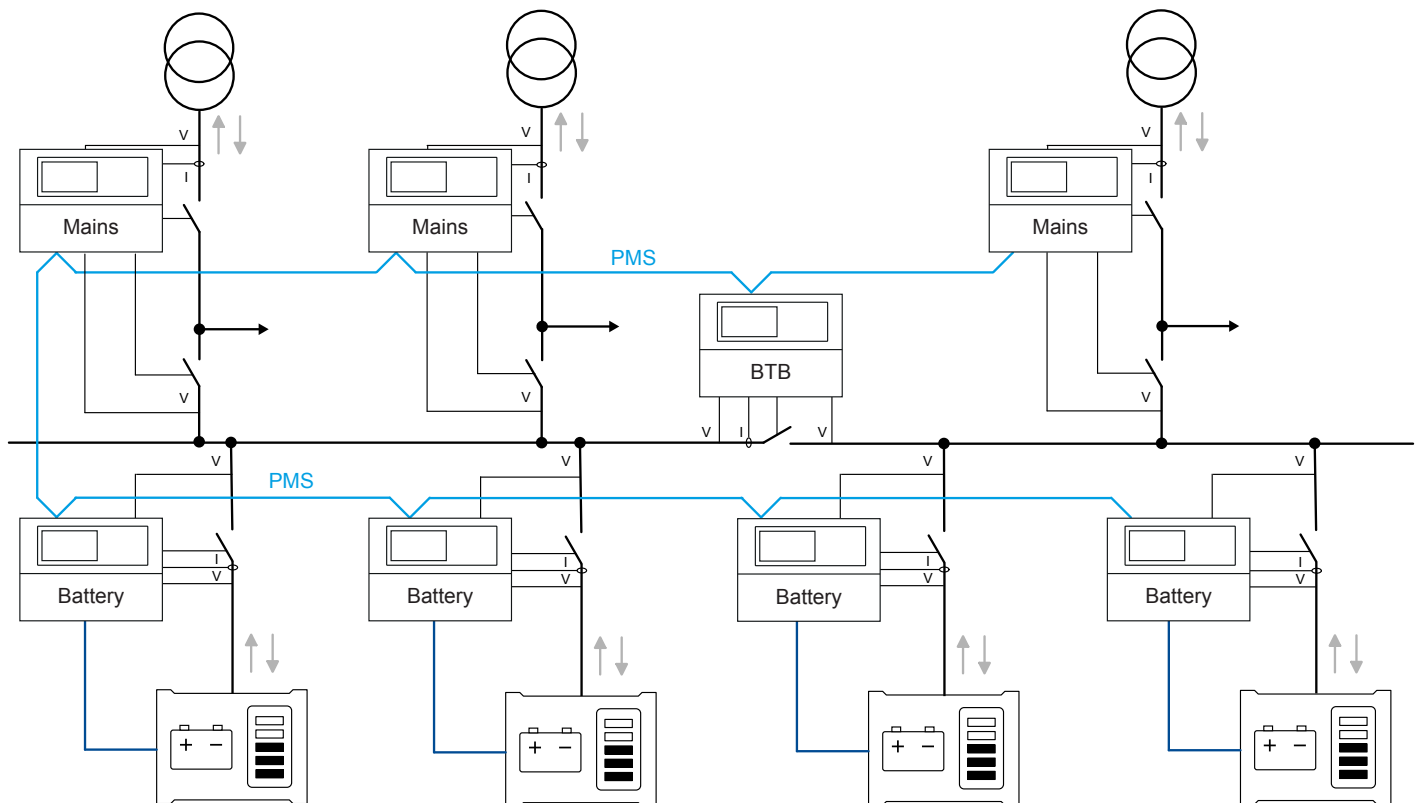 V V V
I I I
Mains Mains Mains
PMS
BTB
V V V
V I V
V V V V
PMS
I I I I
V V V V
Battery Battery Battery Battery
+ − + − + − + −